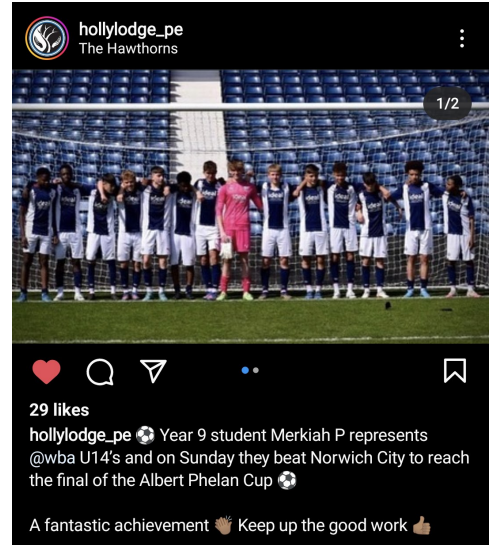 hollylodge_pe
The Hawthorns
1/2
29 likes
hollylodge_pe ⚽ Year 9 student Merkiah P represents
@wba U14's and on Sunday they beat Norwich City to reach
the final of the Albert Phelan Cup ⚽
A fantastic achievement 👏🏽 Keep up the good work 👍🏽